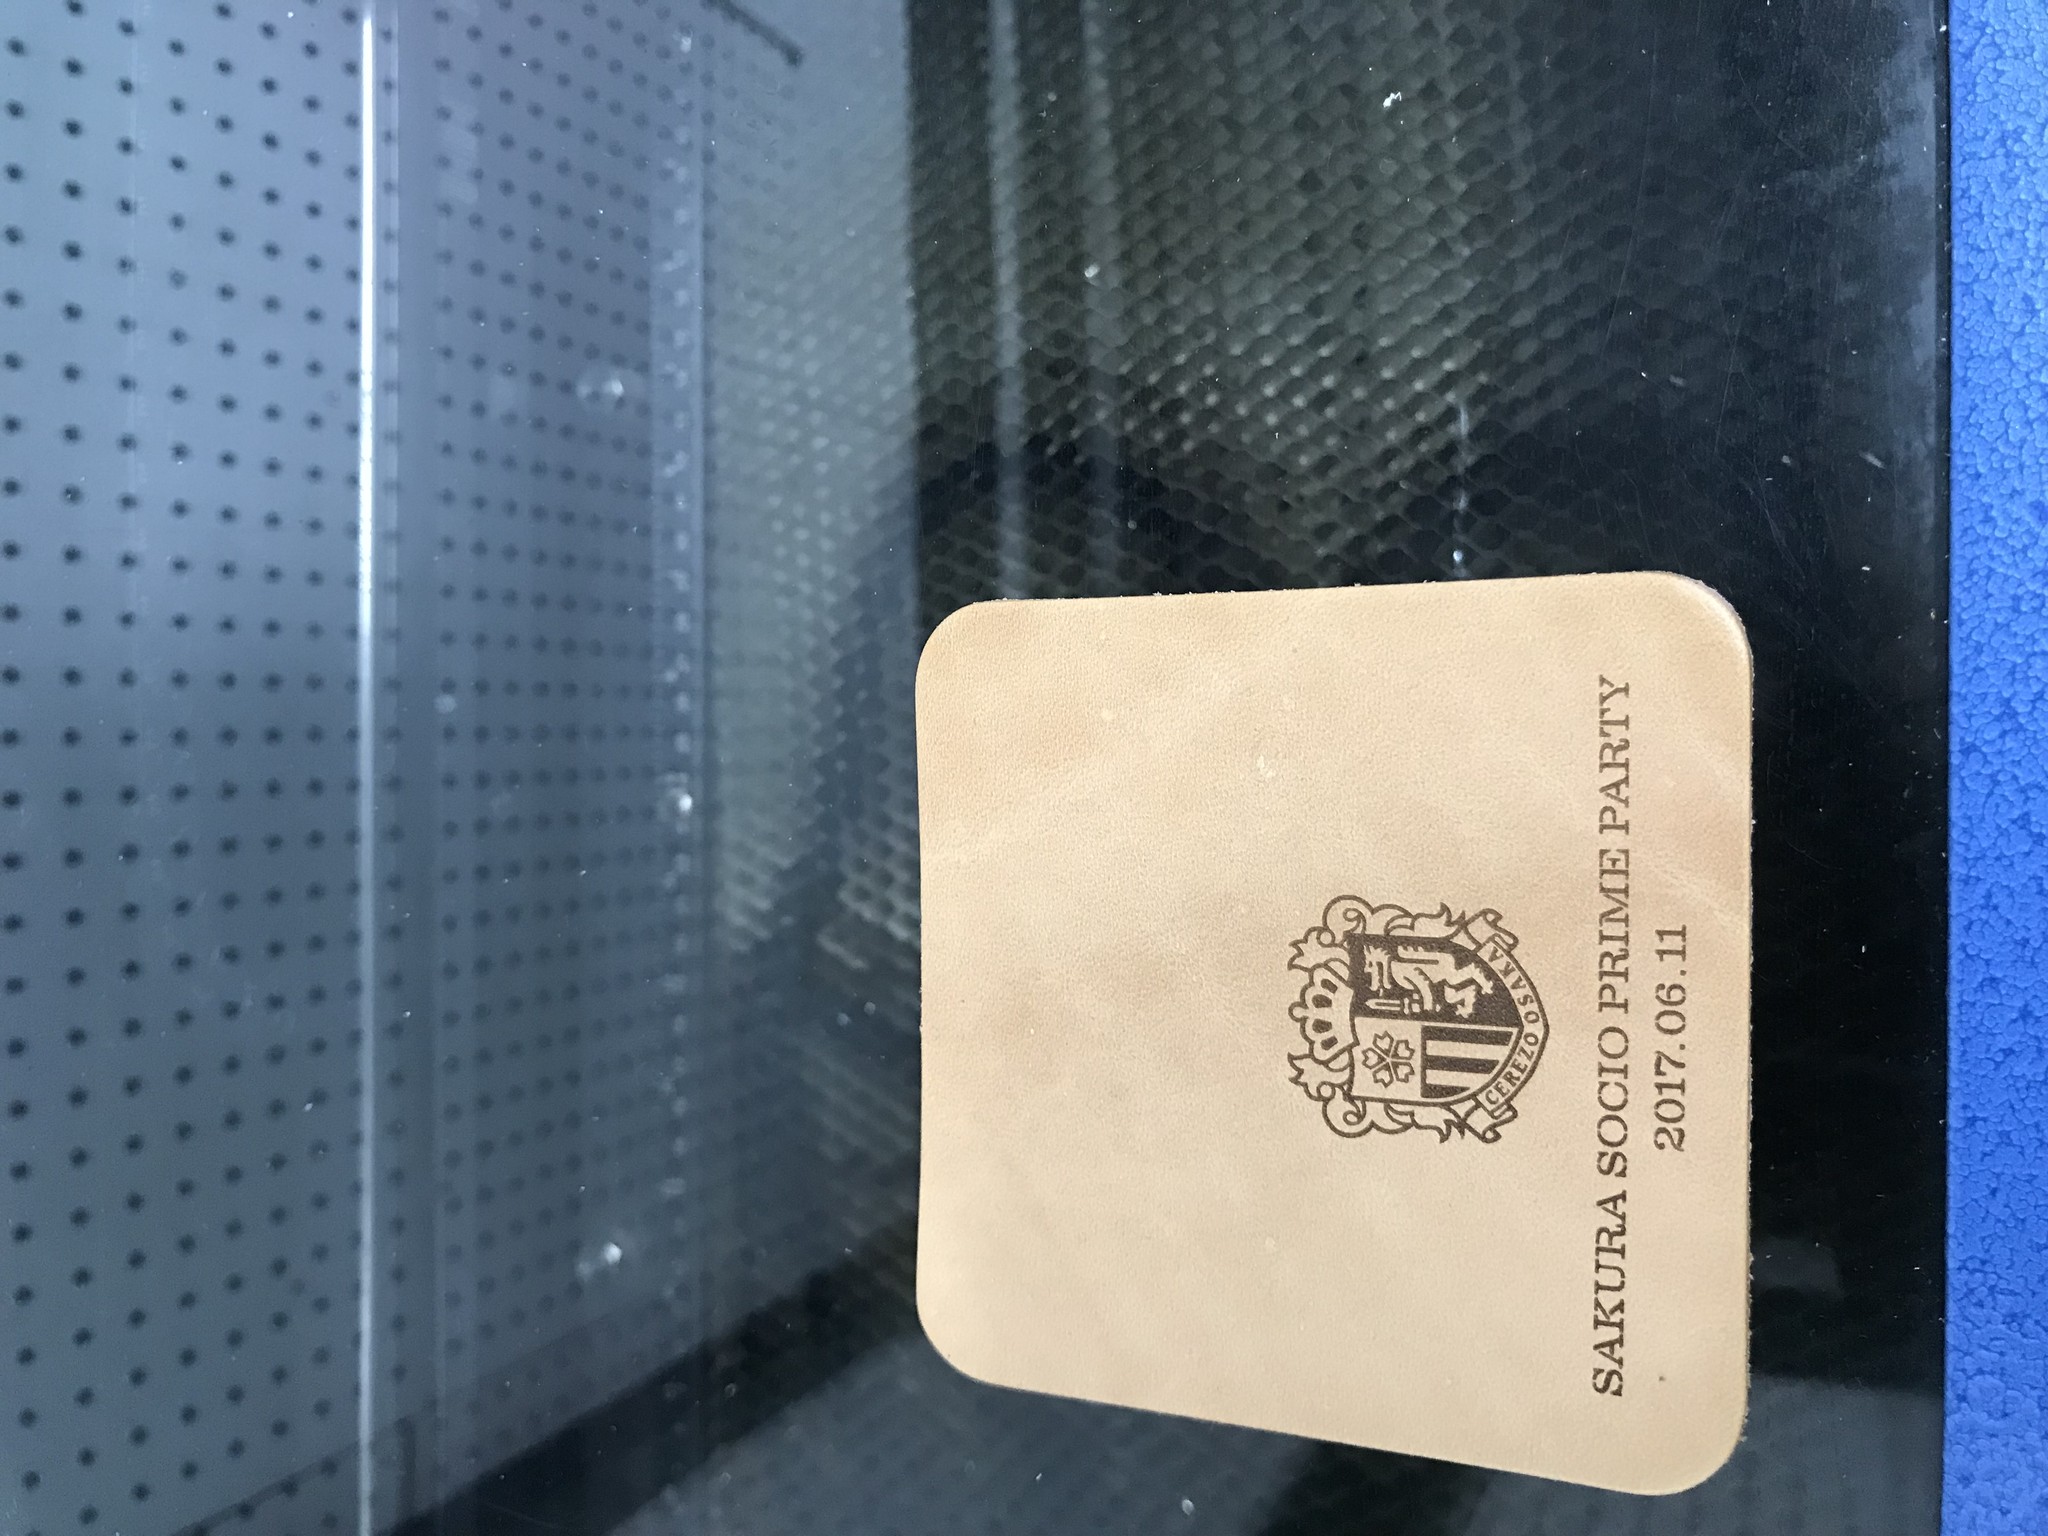 CEREZO OSAKA
SAKURA SOCIO PRIME PARTY
2017.06.11